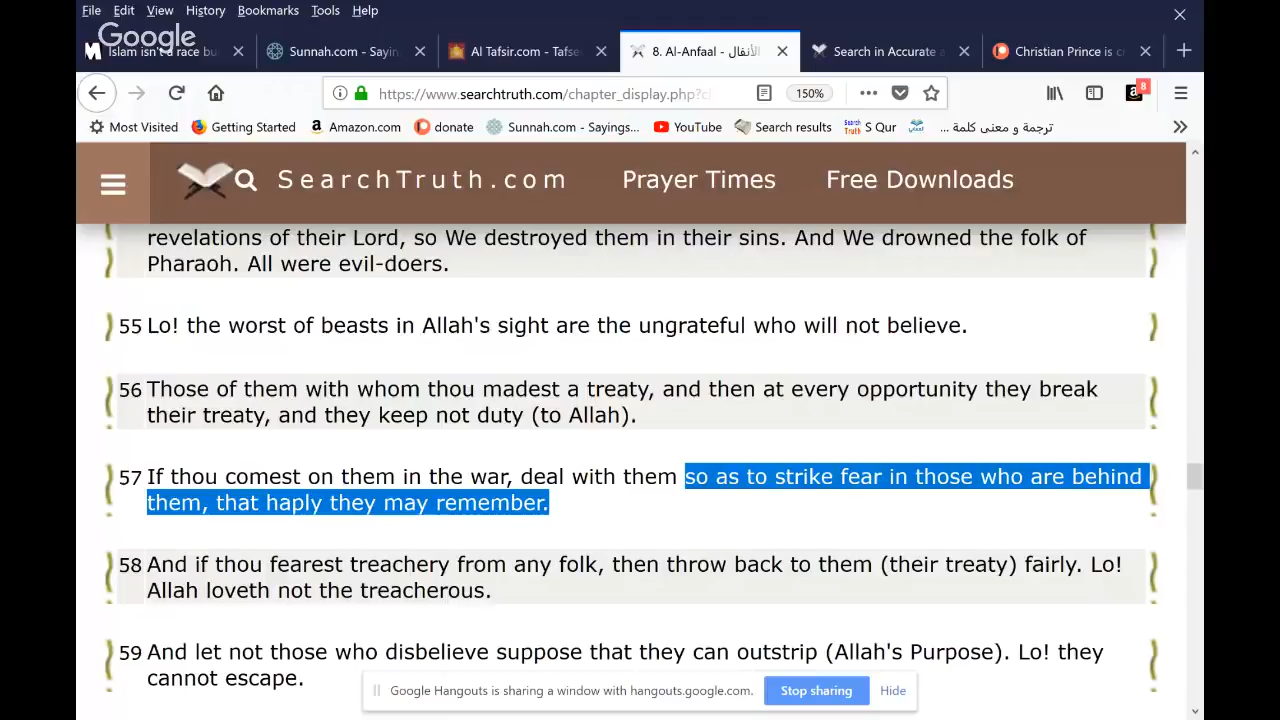 File Edit View History Bookmarks Tools Help
Google
Islam isn't a race bu
Sunnah.com - Sayin
Al Tafsir.com - Tafse
8. Al-Anfaal - الأنفال
Search in Accurate a
Christian Prince is c
https://www.searchtruth.com/chapter_display.php?c
150%
8
Most Visited Getting Started Amazon.com donate Sunnah.com - Sayings... YouTube Search results S Qur ترجمة و معنى كلمة ...
SearchTruth.com Prayer Times Free Downloads
revelations of their Lord, so We destroyed them in their sins. And We drowned the folk of
Pharaoh. All were evil-doers.
55 Lo! the worst of beasts in Allah's sight are the ungrateful who will not believe.
56 Those of them with whom thou madest a treaty, and then at every opportunity they break
their treaty, and they keep not duty (to Allah).
57 If thou comest on them in the war, deal with them so as to strike fear in those who are behind
them, that haply they may remember.
58 And if thou fearest treachery from any folk, then throw back to them (their treaty) fairly. Lo!
Allah loveth not the treacherous.
59 And let not those who disbelieve suppose that they can outstrip (Allah's Purpose). Lo! they
cannot escape.
Google Hangouts is sharing a window with hangouts.google.com. Stop sharing Hide